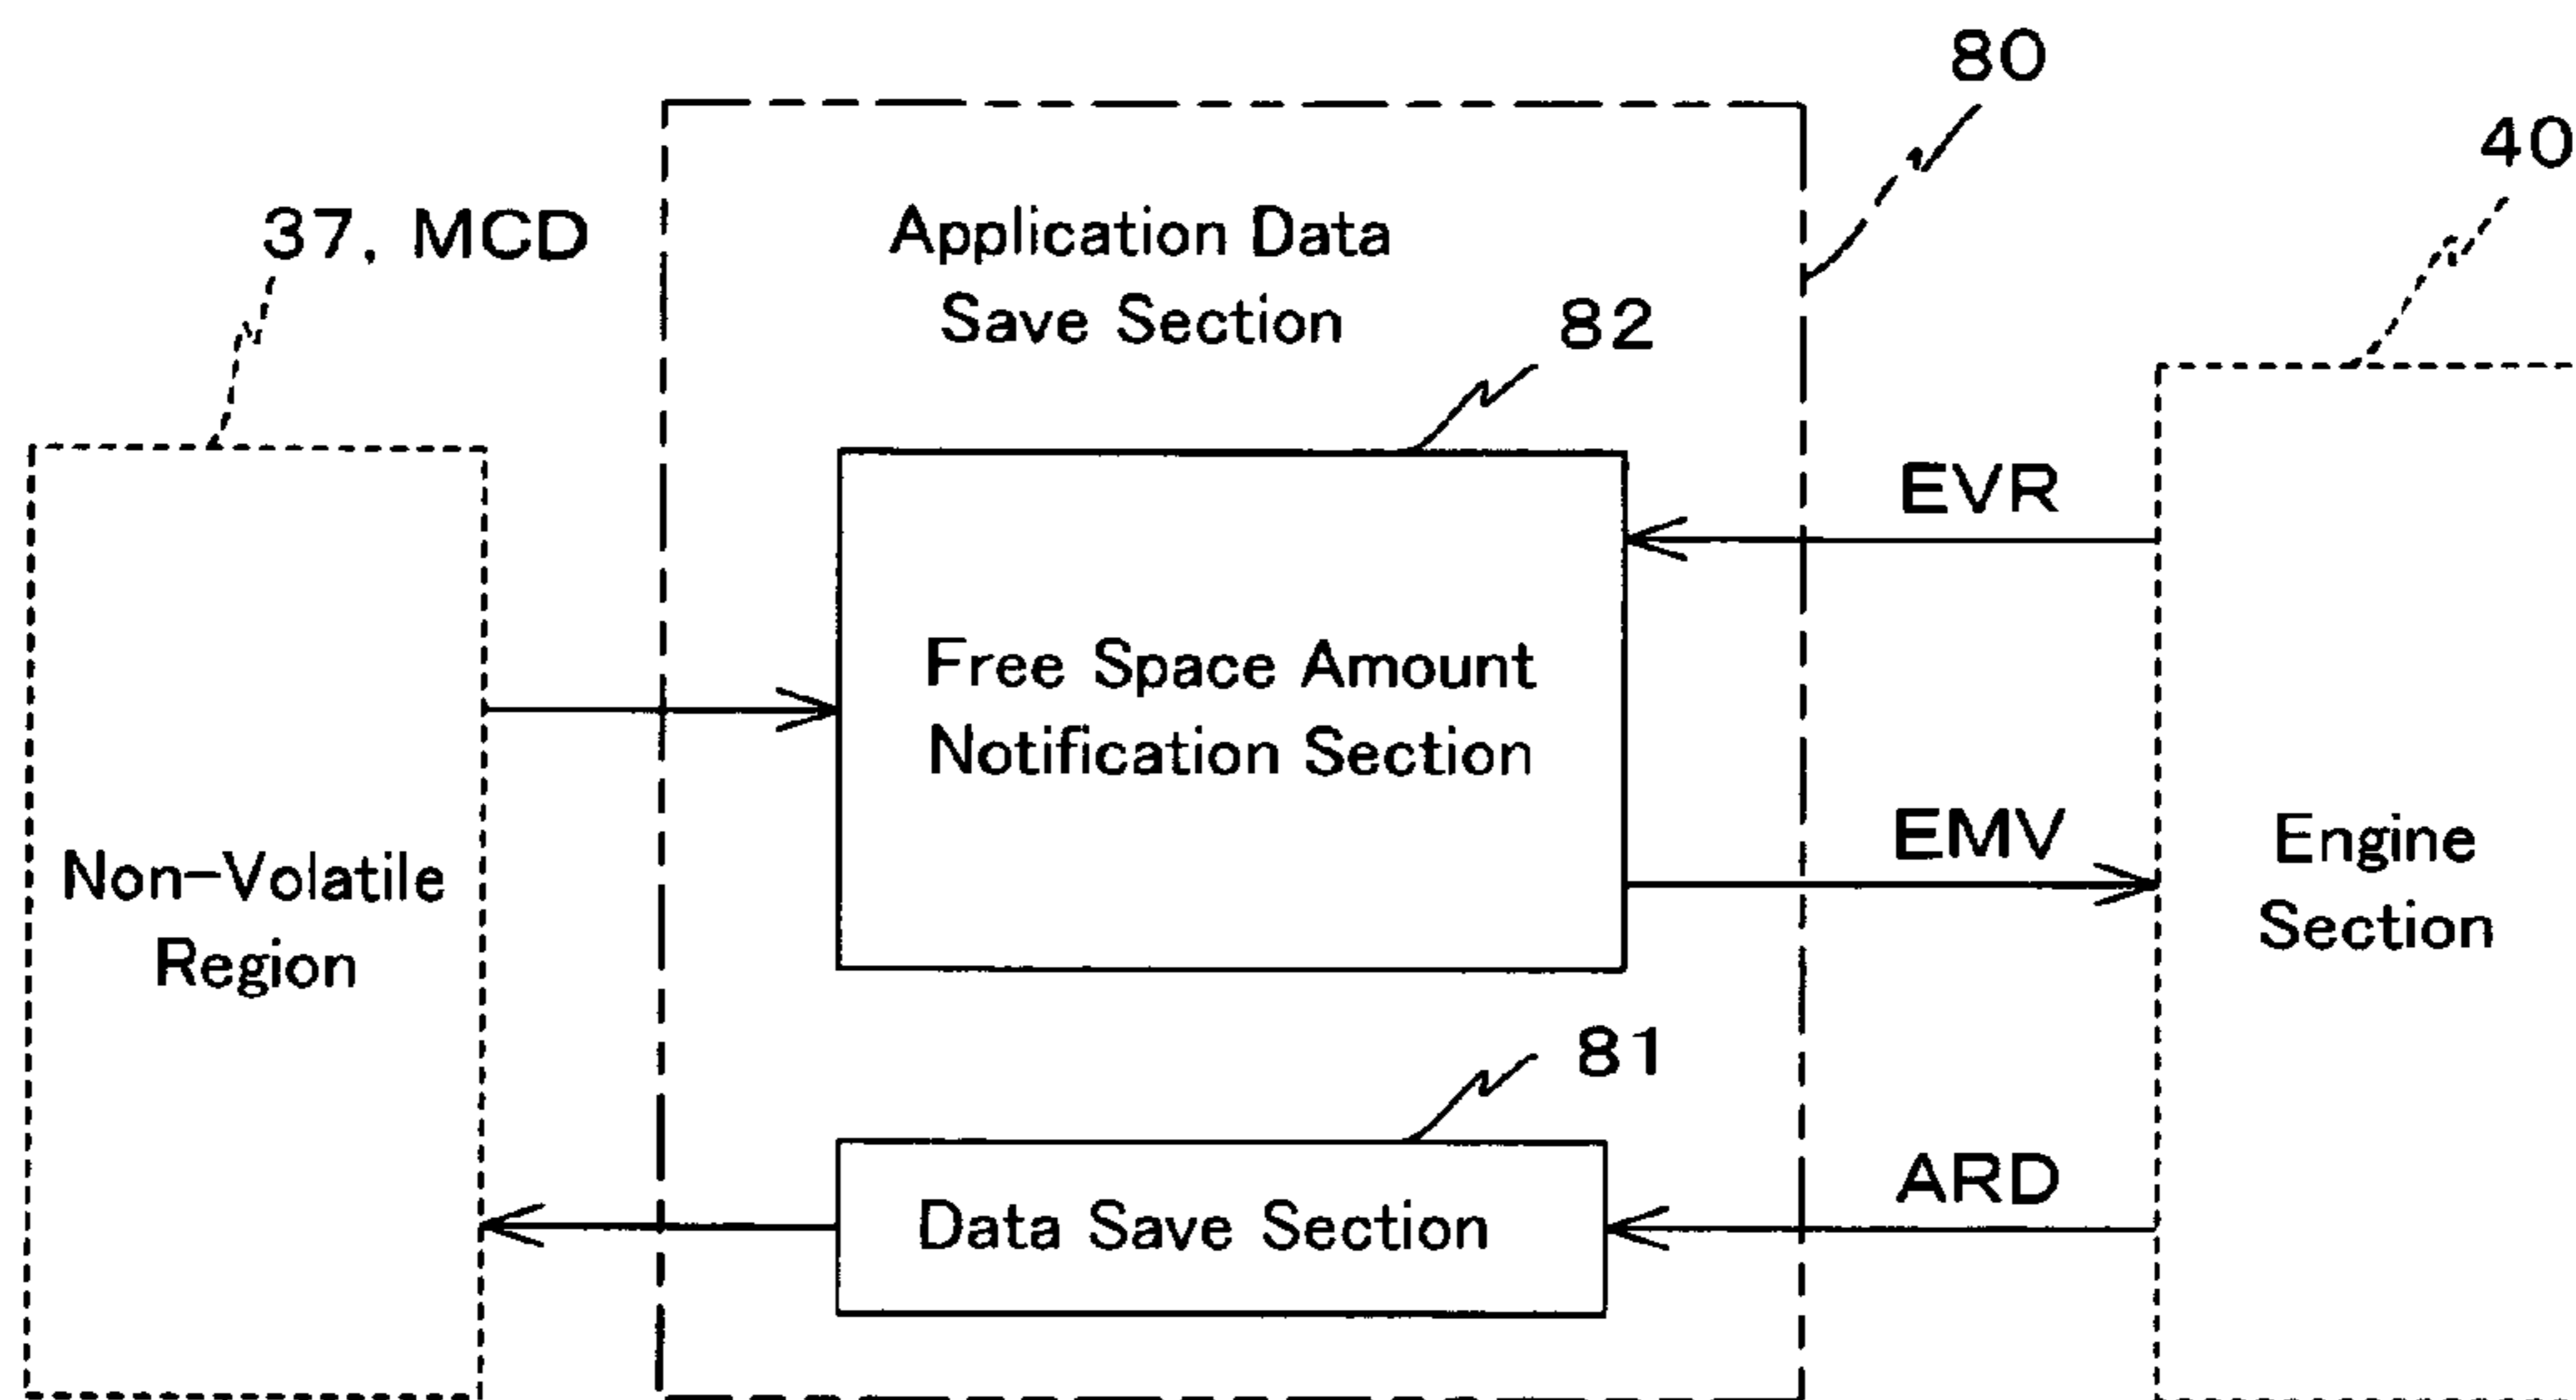 80
40
37, MCD
Application Data
Save Section
82
EVR
Free Space Amount
Notification Section
EMV
Non-Volatile
Region
Engine
Section
81
ARD
Data Save Section